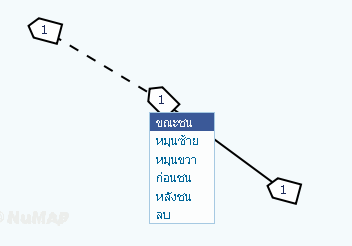 1
1
ขณะชน
หมุนซ้าย
หมุนขวา
ก่อนชน
หลังชน
ลบ
1
© NuMAP